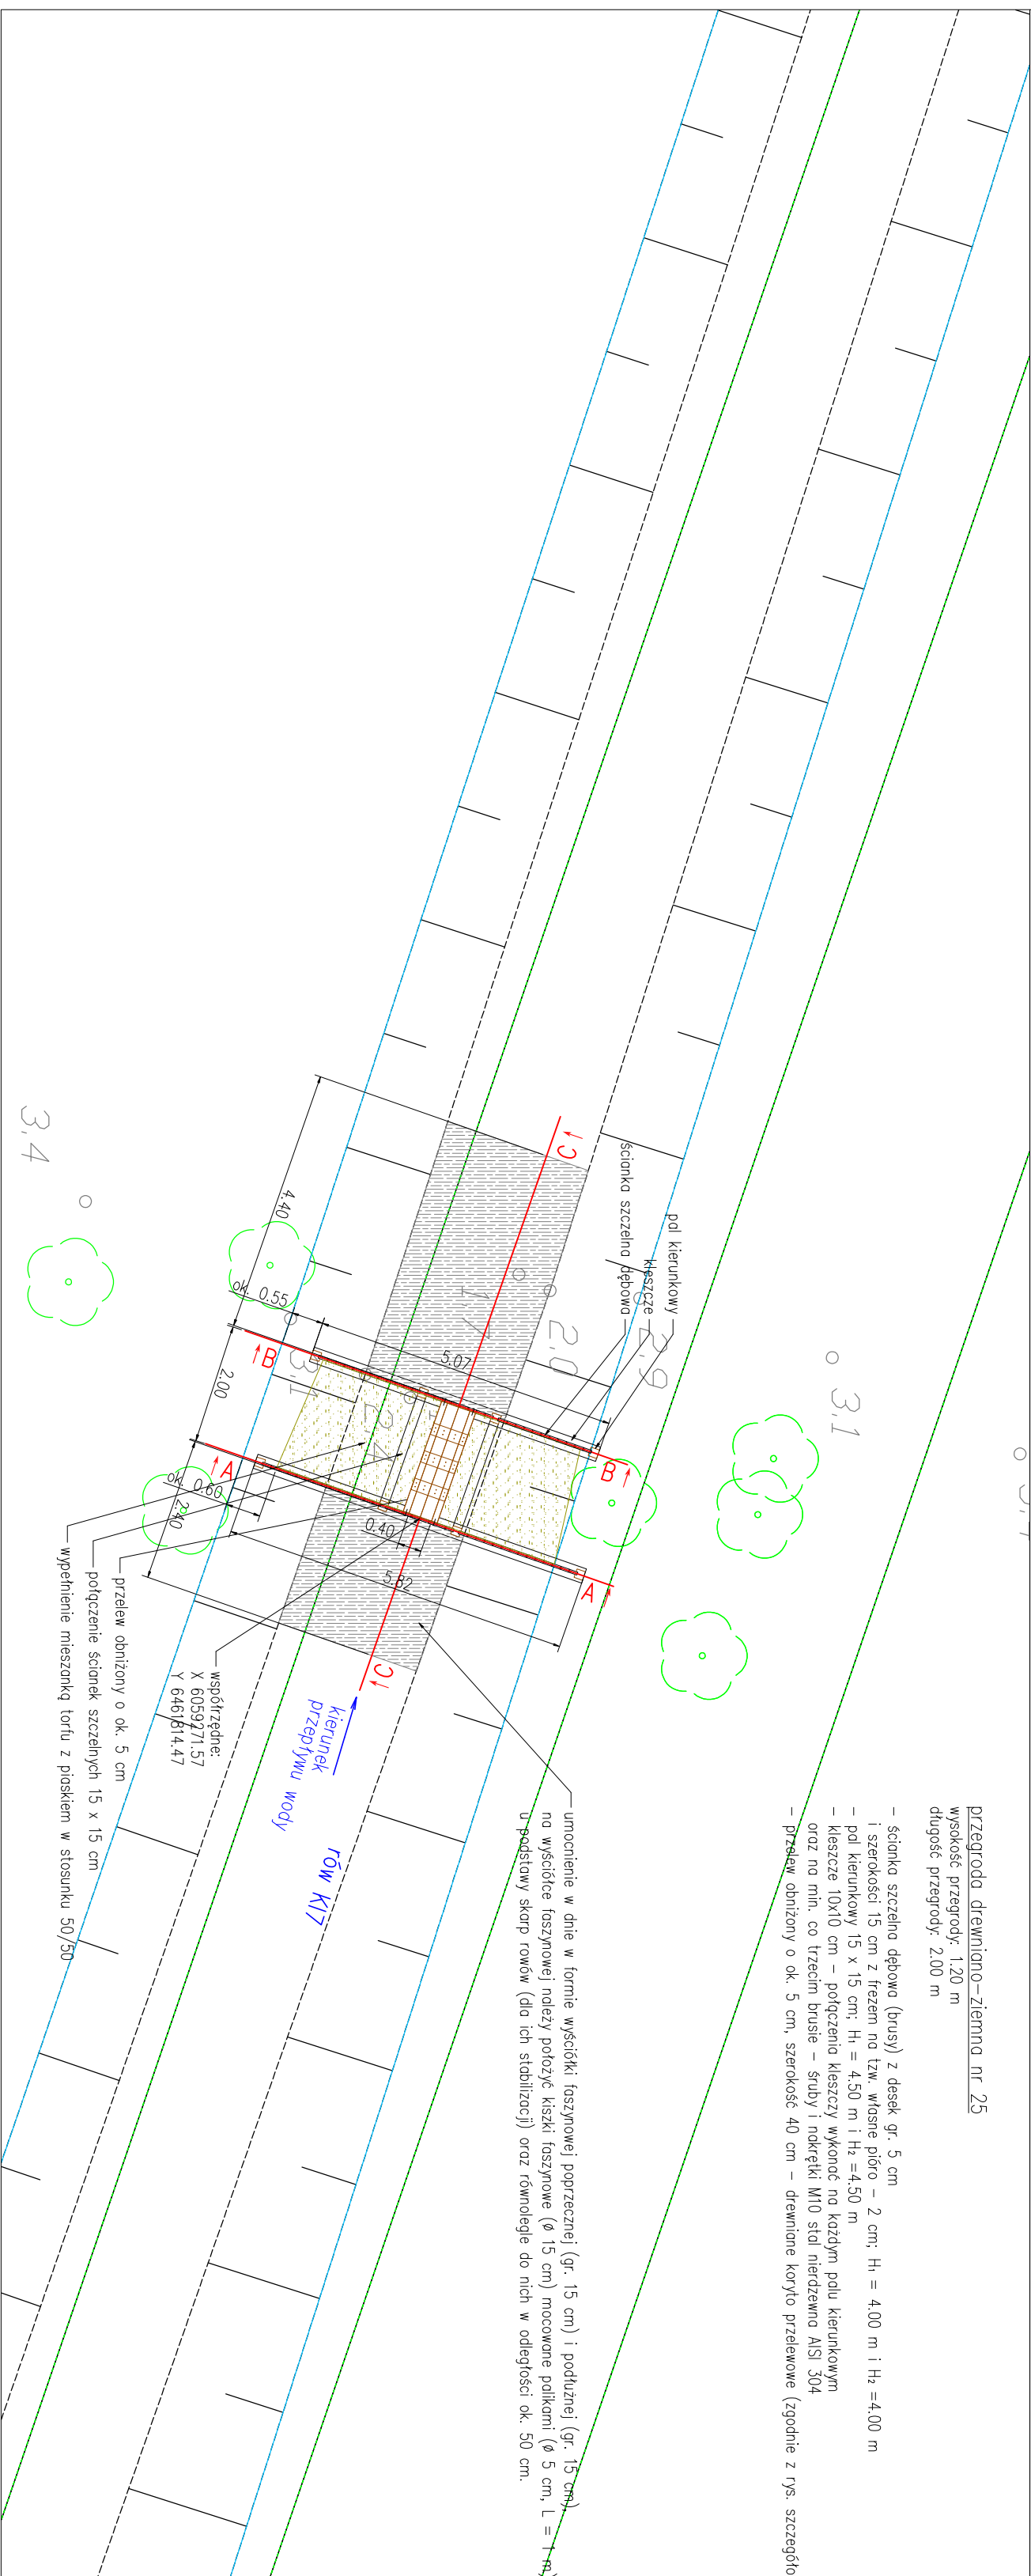 przegroda drewniano-ziemna nr 25
wysokość przegrody: 1.20 m
długość przegrody: 2.00 m
- ścianka szczelna dębowa (brusy) z desek gr. 5 cm
i szerokości 15 cm z frezem na tzw. własne pióro - 2 cm; H₁ = 4.00 m i H₂ =4.00 m
- pal kierunkowy 15 x 15 cm; H₁ = 4.50 m i H₂ =4.50 m
- kleszcze 10x10 cm - połączenia kleszczy wykonać na każdym palu kierunkowym
oraz na min. co trzecim brusie - śruby i nakrętki M10 stal nierdzewna AISI 304
- przelew obniżony o ok. 5 cm, szerokość 40 cm - drewniane koryto przelewowe (zgodnie z rys. szczegóło
umocnienie w dnie w formie wyściółki faszynowej poprzecznej (gr. 15 cm) i podłużnej (gr. 15 cm),
na wyściółce faszynowej należy położyć kiszki faszynowe (ø 15 cm) mocowane palikami (ø 5 cm, L = 1 m)
u podstawy skarp rowów (dla ich stabilizacji) oraz równolegle do nich w odległości ok. 50 cm.
pal kierunkowy
kleszcze
ścianka szczelna dębowa
C
C
B
B
A
A
4.40
2.00
2.40
ok. 0.55
ok. 0.60
5.07
5.82
0.40
3.1
2.9
2.0
3.1
3.4
kierunek
przepływu wody
rów K17
współrzędne:
X 6059271.57
Y 6461814.47
przelew obniżony o ok. 5 cm
połączenie ścianek szczelnych 15 x 15 cm
wypełnienie mieszanką torfu z piaskiem w stosunku 50/50